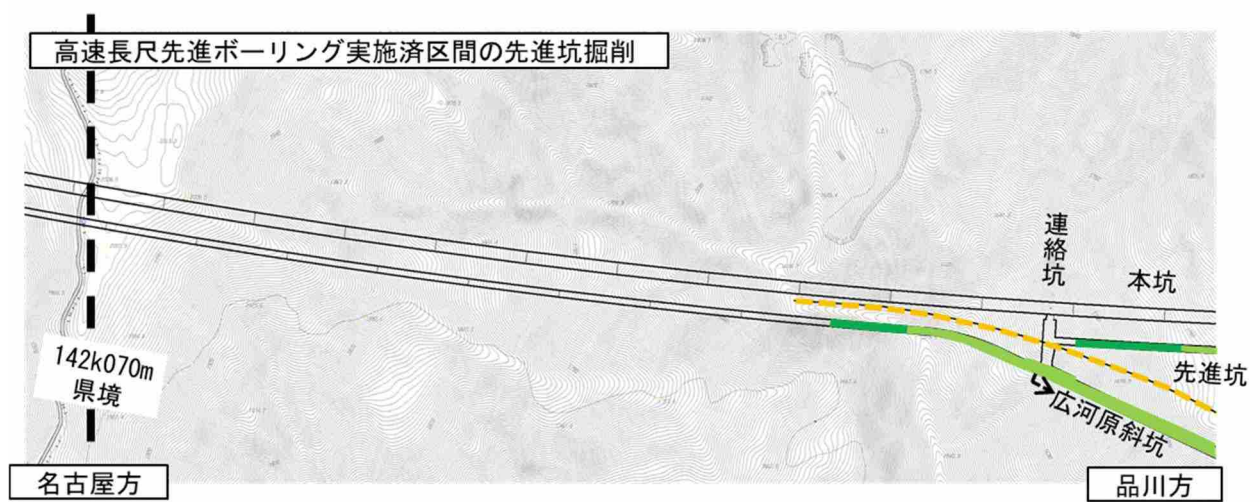 高速長尺先進ボーリング実施済区間の先進坑掘削
連絡坑
本坑
142k070m
県境
先進坑
広河原斜坑
名古屋方
品川方